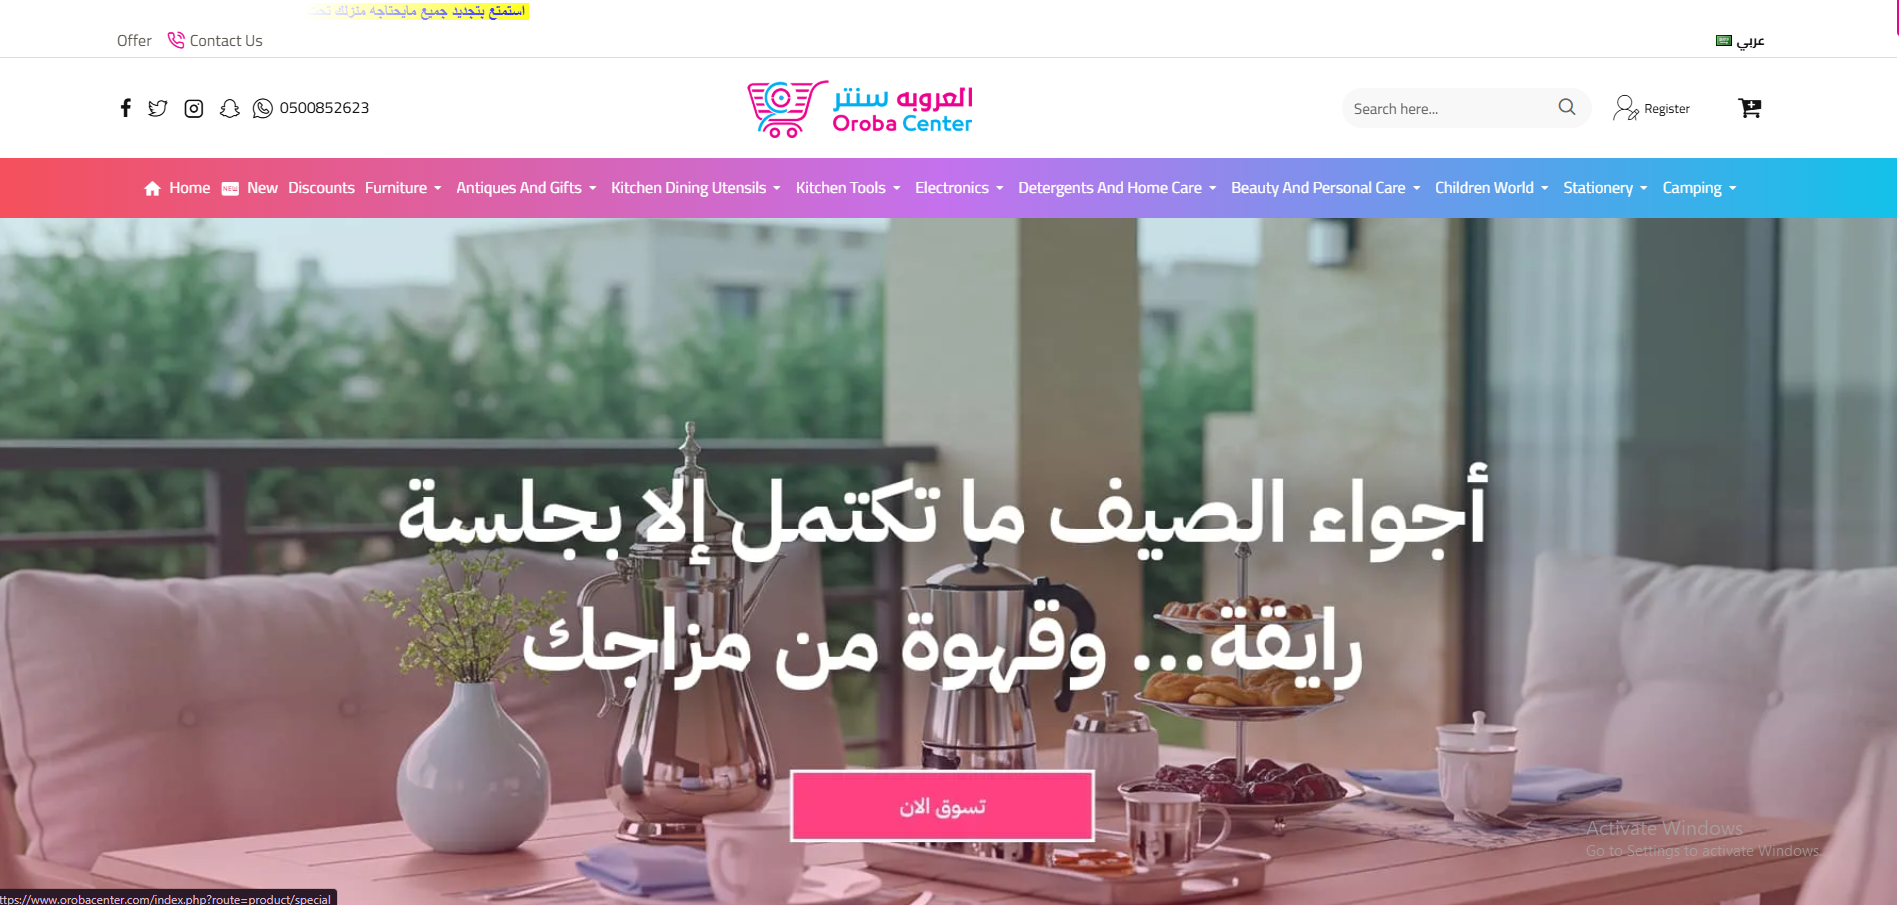 استمتع بتجديد جميع مايحتاجه منزلك
Offer Contact Us عربي
0500852623
العروبه سنتر
Oroba Center
Search here...
Register
Home NEW New Discounts Furniture Antiques And Gifts Kitchen Dining Utensils Kitchen Tools Electronics Detergents And Home Care Beauty And Personal Care Children World Stationery Camping
أجواء الصيف ما تكتمل إلا بجلسة
رايقة... وقهوة من مزاجك
تسوق الان
Activate Windows
Go to Settings to activate Windows.
ttps://www.orobacenter.com/index.php?route=product/special